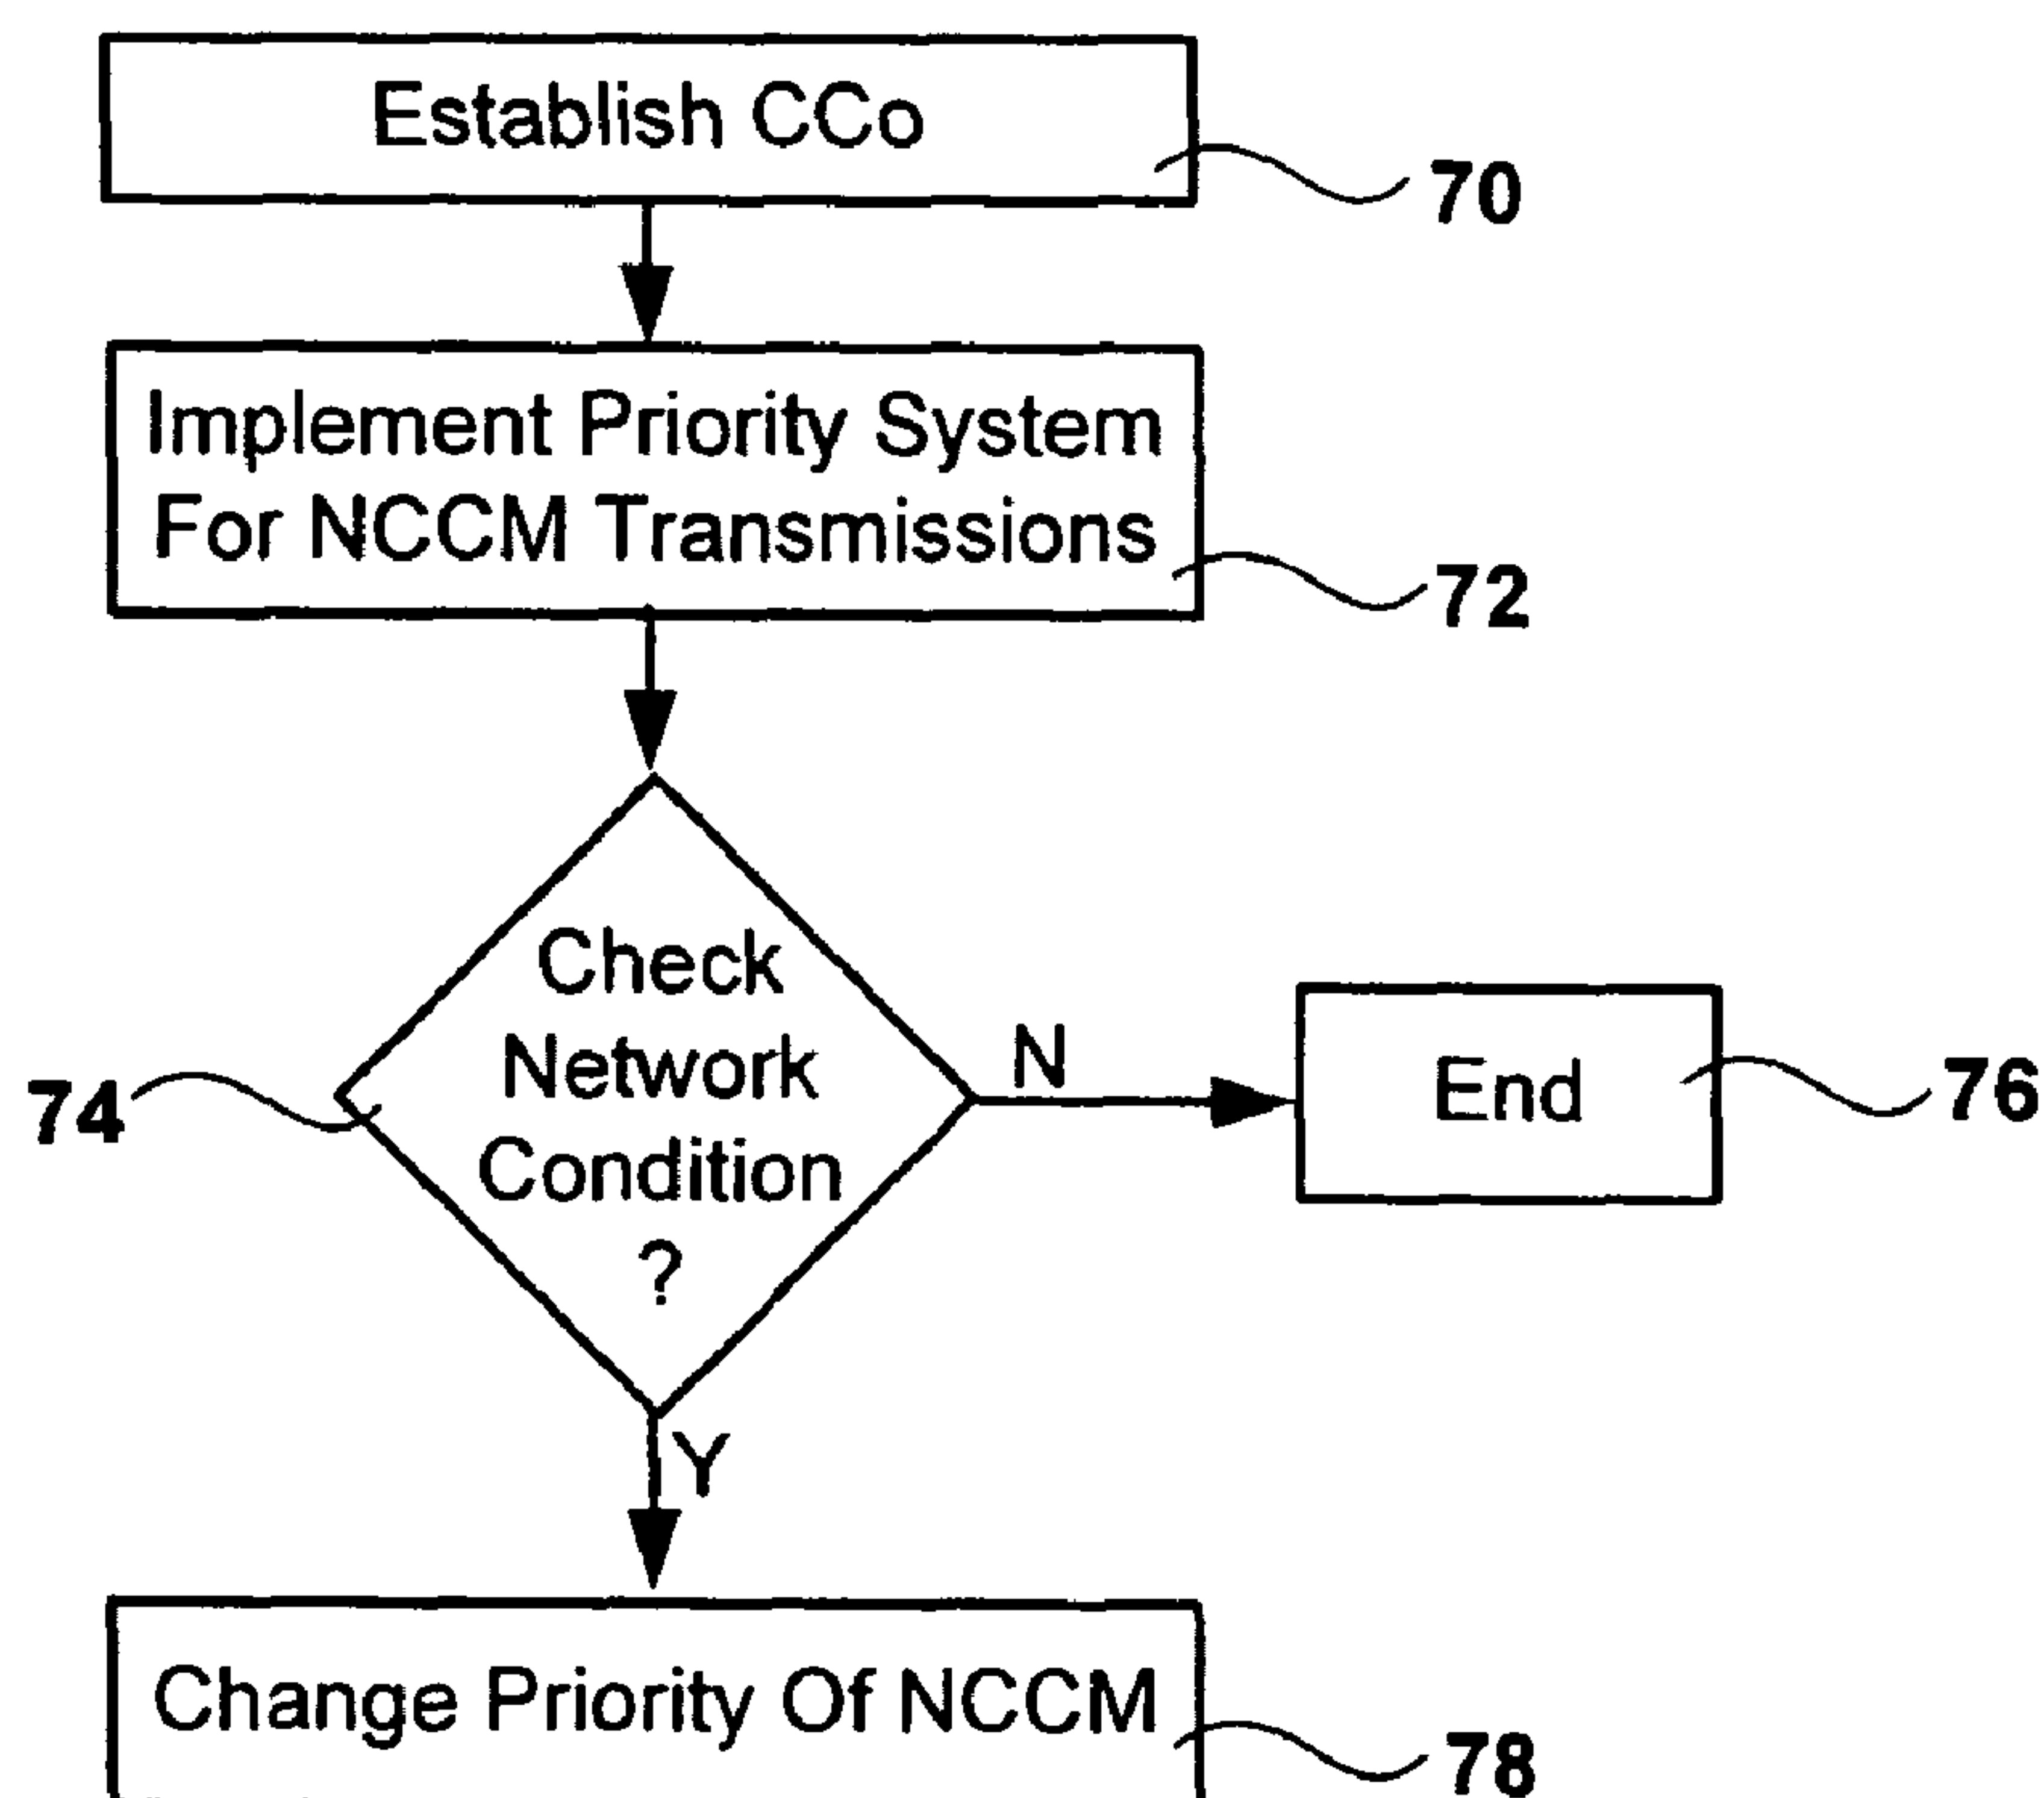 Establish CCo
70
Implement Priority System
For NCCM Transmissions
72
Check
Network
Condition
?
74
N
End
76
Y
Change Priority Of NCCM
78